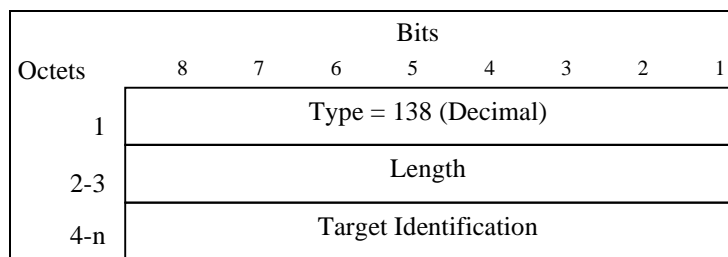 Bits
Octets 8 7 6 5 4 3 2 1
1 Type = 138 (Decimal)
2-3 Length
4-n Target Identification